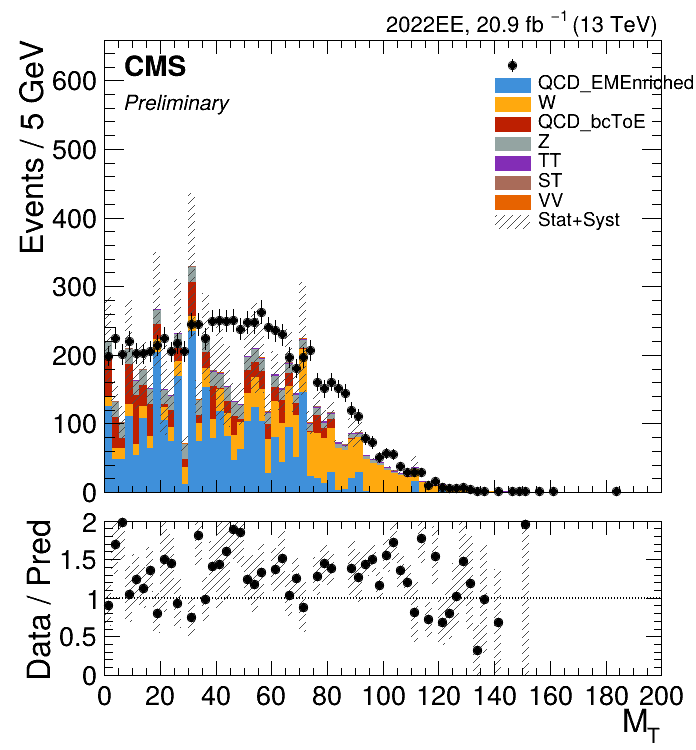 2022EE, 20.9 fb −1 (13 TeV)
CMS
Preliminary
QCD_EMEnriched
W
QCD_bcToE
Z
TT
ST
VV
Stat+Syst
Events / 5 GeV
600
500
400
300
200
100
0
Data / Pred
2
1.5
1
0.5
0
0 20 40 60 80 100 120 140 160 180 200
M_T